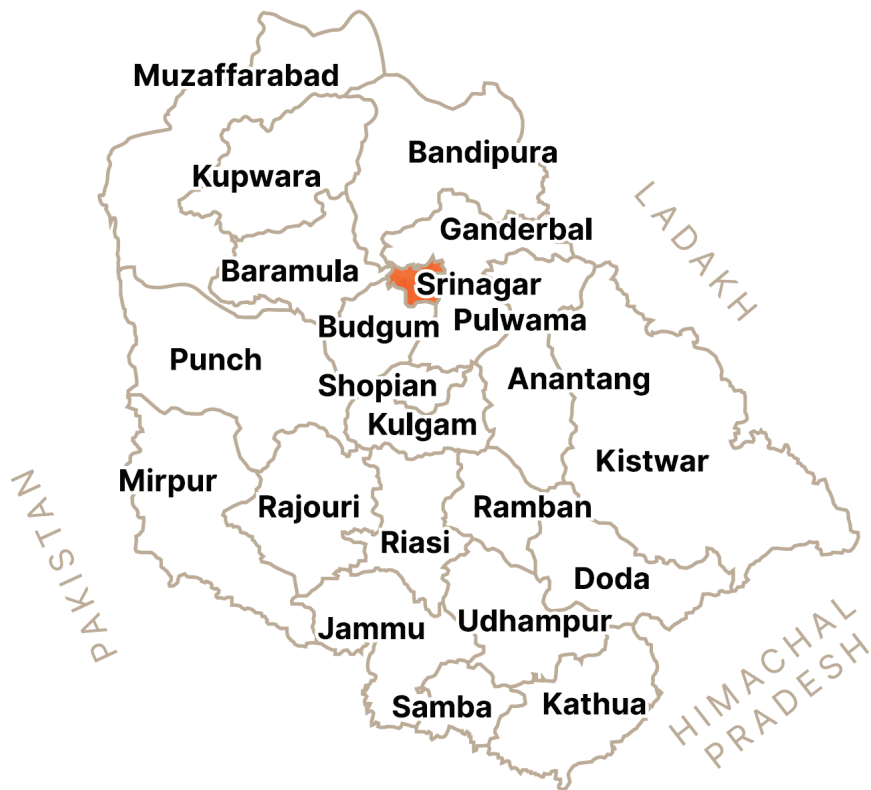 Muzaffarabad
Bandipura
Kupwara
LADAKH
Ganderbal
Baramula
Srinagar
Budgum
Pulwama
Punch
Shopian
Anantang
Kulgam
Kistwar
Mirpur
Rajouri
Ramban
PAKISTAN
Riasi
Doda
Udhampur
Jammu
HIMACHAL
PRADESH
Samba
Kathua